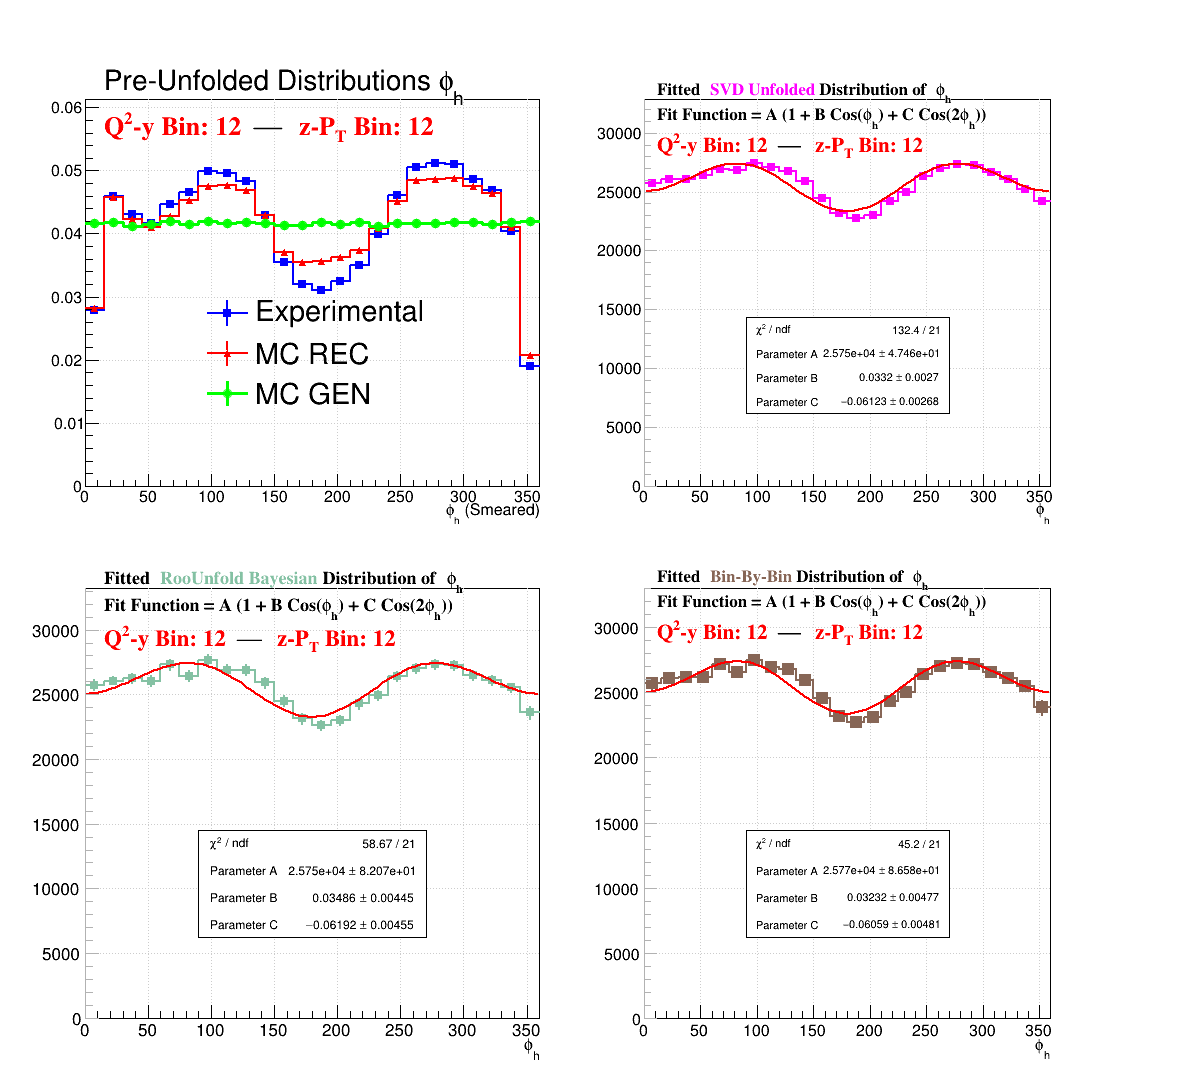 Pre-Unfolded Distributions ϕh
Q²-y Bin: 12 — z-PT Bin: 12
0.06
0.05
0.04
0.03
0.02
0.01
0
Experimental
MC REC
MC GEN
0 50 100 150 200 250 300 350
ϕh (Smeared)
Fitted SVD Unfolded Distribution of ϕh
Fit Function = A (1 + B Cos(ϕh) + C Cos(2ϕh))
Q²-y Bin: 12 — z-PT Bin: 12
30000
25000
20000
15000
10000
5000
0
χ² / ndf 132.4 / 21
Parameter A 2.575e+04 ± 4.746e+01
Parameter B 0.0332 ± 0.0027
Parameter C −0.06123 ± 0.00268
0 50 100 150 200 250 300 350
ϕh
Fitted RooUnfold Bayesian Distribution of ϕh
Fit Function = A (1 + B Cos(ϕh) + C Cos(2ϕh))
Q²-y Bin: 12 — z-PT Bin: 12
30000
25000
20000
15000
10000
5000
0
χ² / ndf 58.67 / 21
Parameter A 2.575e+04 ± 8.207e+01
Parameter B 0.03486 ± 0.00445
Parameter C −0.06192 ± 0.00455
0 50 100 150 200 250 300 350
ϕh
Fitted Bin-By-Bin Distribution of ϕh
Fit Function = A (1 + B Cos(ϕh) + C Cos(2ϕh))
Q²-y Bin: 12 — z-PT Bin: 12
30000
25000
20000
15000
10000
5000
0
χ² / ndf 45.2 / 21
Parameter A 2.577e+04 ± 8.658e+01
Parameter B 0.03232 ± 0.00477
Parameter C −0.06059 ± 0.00481
0 50 100 150 200 250 300 350
ϕh